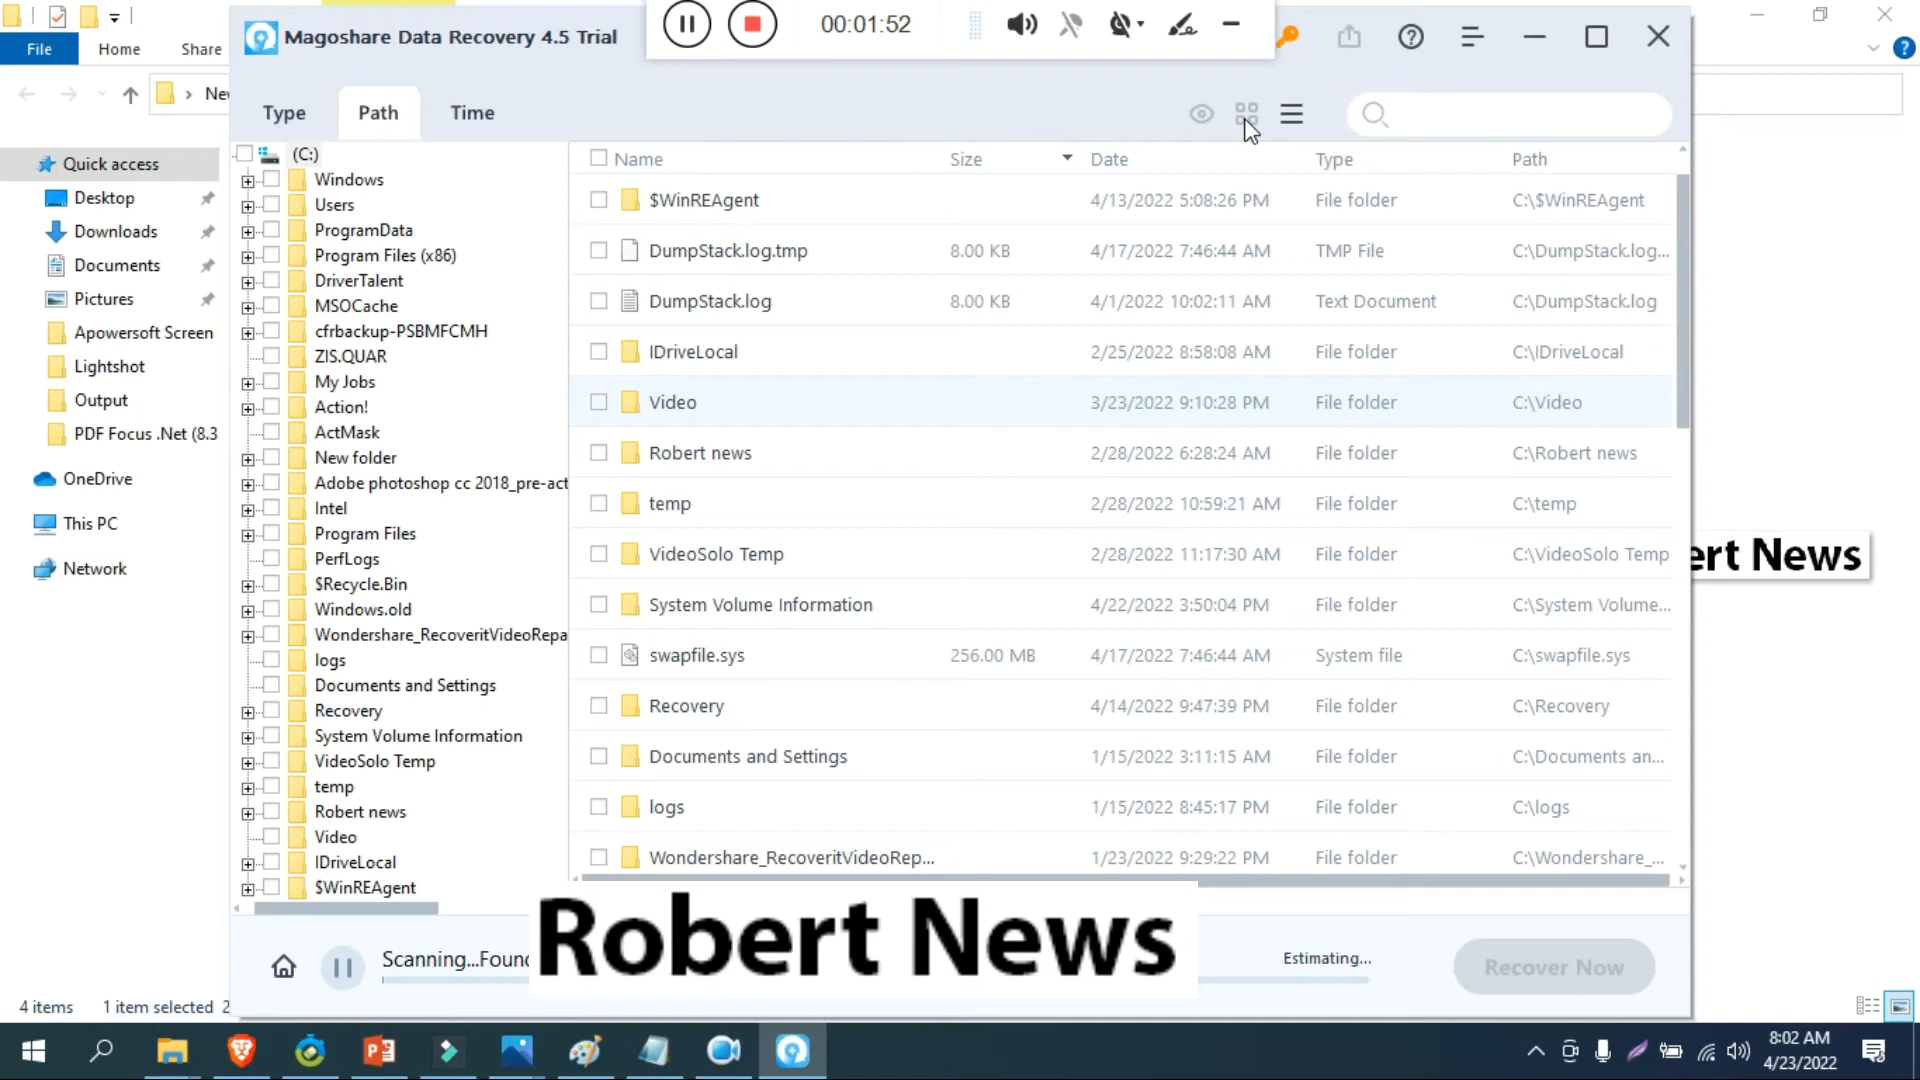 Magoshare Data Recovery 4.5 Trial
00:01:52
File
Home
Share
New
Type
Path
Time
Quick access
Desktop
Downloads
Documents
Pictures
Apowersoft Screen
Lightshot
Output
PDF Focus .Net (8.3
OneDrive
This PC
Network
(C:)
Windows
Users
ProgramData
Program Files (x86)
DriverTalent
MSOCache
cfrbackup-PSBMFCMH
ZIS.QUAR
My Jobs
Action!
ActMask
New folder
Adobe photoshop cc 2018_pre-act
Intel
Program Files
PerfLogs
$Recycle.Bin
Windows.old
Wondershare_RecoveritVideoRepa
logs
Documents and Settings
Recovery
System Volume Information
VideoSolo Temp
temp
Robert news
Video
IDriveLocal
$WinREAgent
Name Size Date Type Path
$WinREAgent 4/13/2022 5:08:26 PM File folder C:\$WinREAgent
DumpStack.log.tmp 8.00 KB 4/17/2022 7:46:44 AM TMP File C:\DumpStack.log...
DumpStack.log 8.00 KB 4/1/2022 10:02:11 AM Text Document C:\DumpStack.log
IDriveLocal 2/25/2022 8:58:08 AM File folder C:\IDriveLocal
Video 3/23/2022 9:10:28 PM File folder C:\Video
Robert news 2/28/2022 6:28:24 AM File folder C:\Robert news
temp 2/28/2022 10:59:21 AM File folder C:\temp
VideoSolo Temp 2/28/2022 11:17:30 AM File folder C:\VideoSolo Temp
System Volume Information 4/22/2022 3:50:04 PM File folder C:\System Volume...
swapfile.sys 256.00 MB 4/17/2022 7:46:44 AM System file C:\swapfile.sys
Recovery 4/14/2022 9:47:39 PM File folder C:\Recovery
Documents and Settings 1/15/2022 3:11:15 AM File folder C:\Documents an...
logs 1/15/2022 8:45:17 PM File folder C:\logs
Wondershare_RecoveritVideoRep... 1/23/2022 9:29:22 PM File folder C:\Wondershare_...
ert News
Scanning...Found
Robert News
Estimating...
Recover Now
4 items 1 item selected 2
8:02 AM
4/23/2022